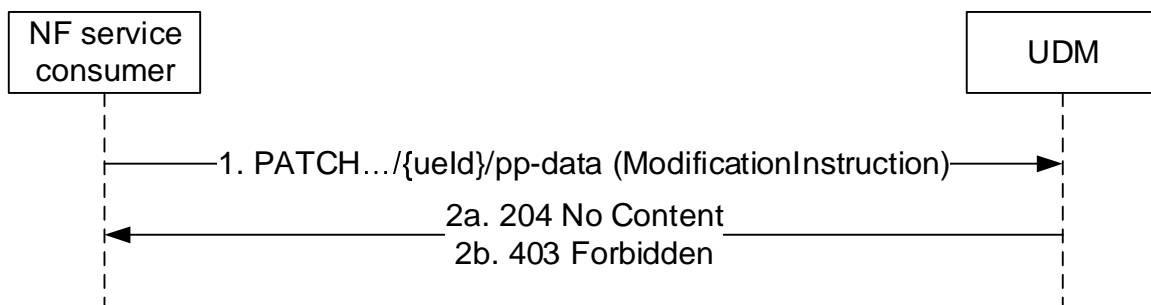 NF service
consumer
UDM
1. PATCH…/{ueId}/pp-data (ModificationInstruction)
2a. 204 No Content
2b. 403 Forbidden